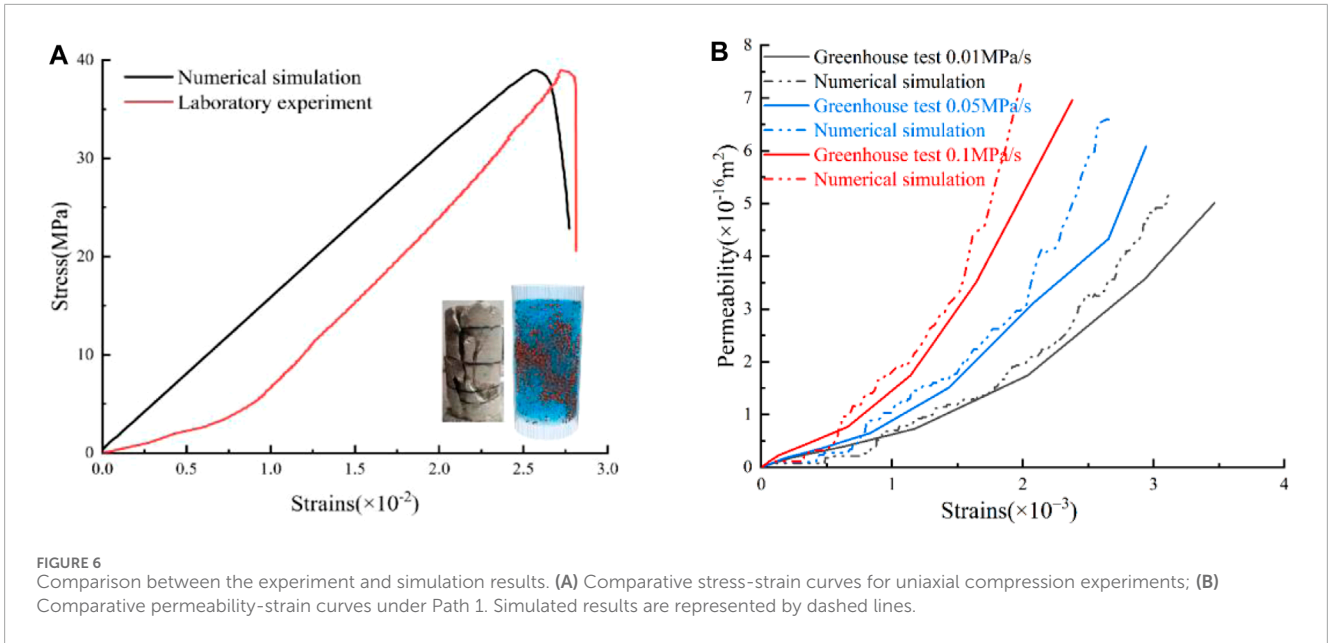 A
Numerical simulation
Laboratory experiment
40
30
20
10
0
Stress(MPa)
0.0 0.5 1.0 1.5 2.0 2.5 3.0
Strains(×10⁻²)
B
Greenhouse test 0.01MPa/s
Numerical simulation
Greenhouse test 0.05MPa/s
Numerical simulation
Greenhouse test 0.1MPa/s
Numerical simulation
8
7
6
5
4
3
2
1
0
Permeability(×10⁻¹⁶m²)
0 1 2 3 4
Strains(×10⁻³)
FIGURE 6
Comparison between the experiment and simulation results. (A) Comparative stress-strain curves for uniaxial compression experiments; (B)
Comparative permeability-strain curves under Path 1. Simulated results are represented by dashed lines.